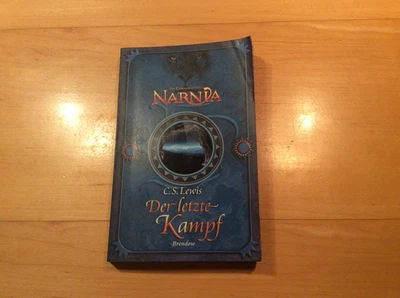 NARNIA
C. S. Lewis
Der letzte
Kampf
Brendow